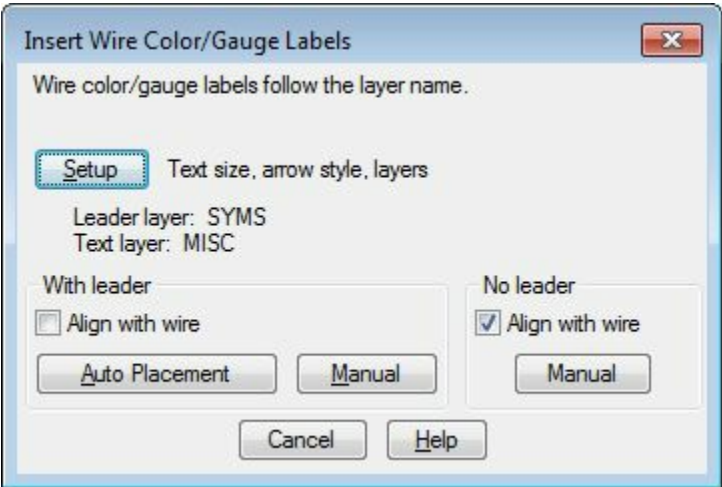 Insert Wire Color/Gauge Labels
Wire color/gauge labels follow the layer name.
Setup Text size, arrow style, layers
Leader layer: SYMS
Text layer: MISC
With leader
Align with wire
Auto Placement Manual
No leader
Align with wire
Manual
Cancel Help